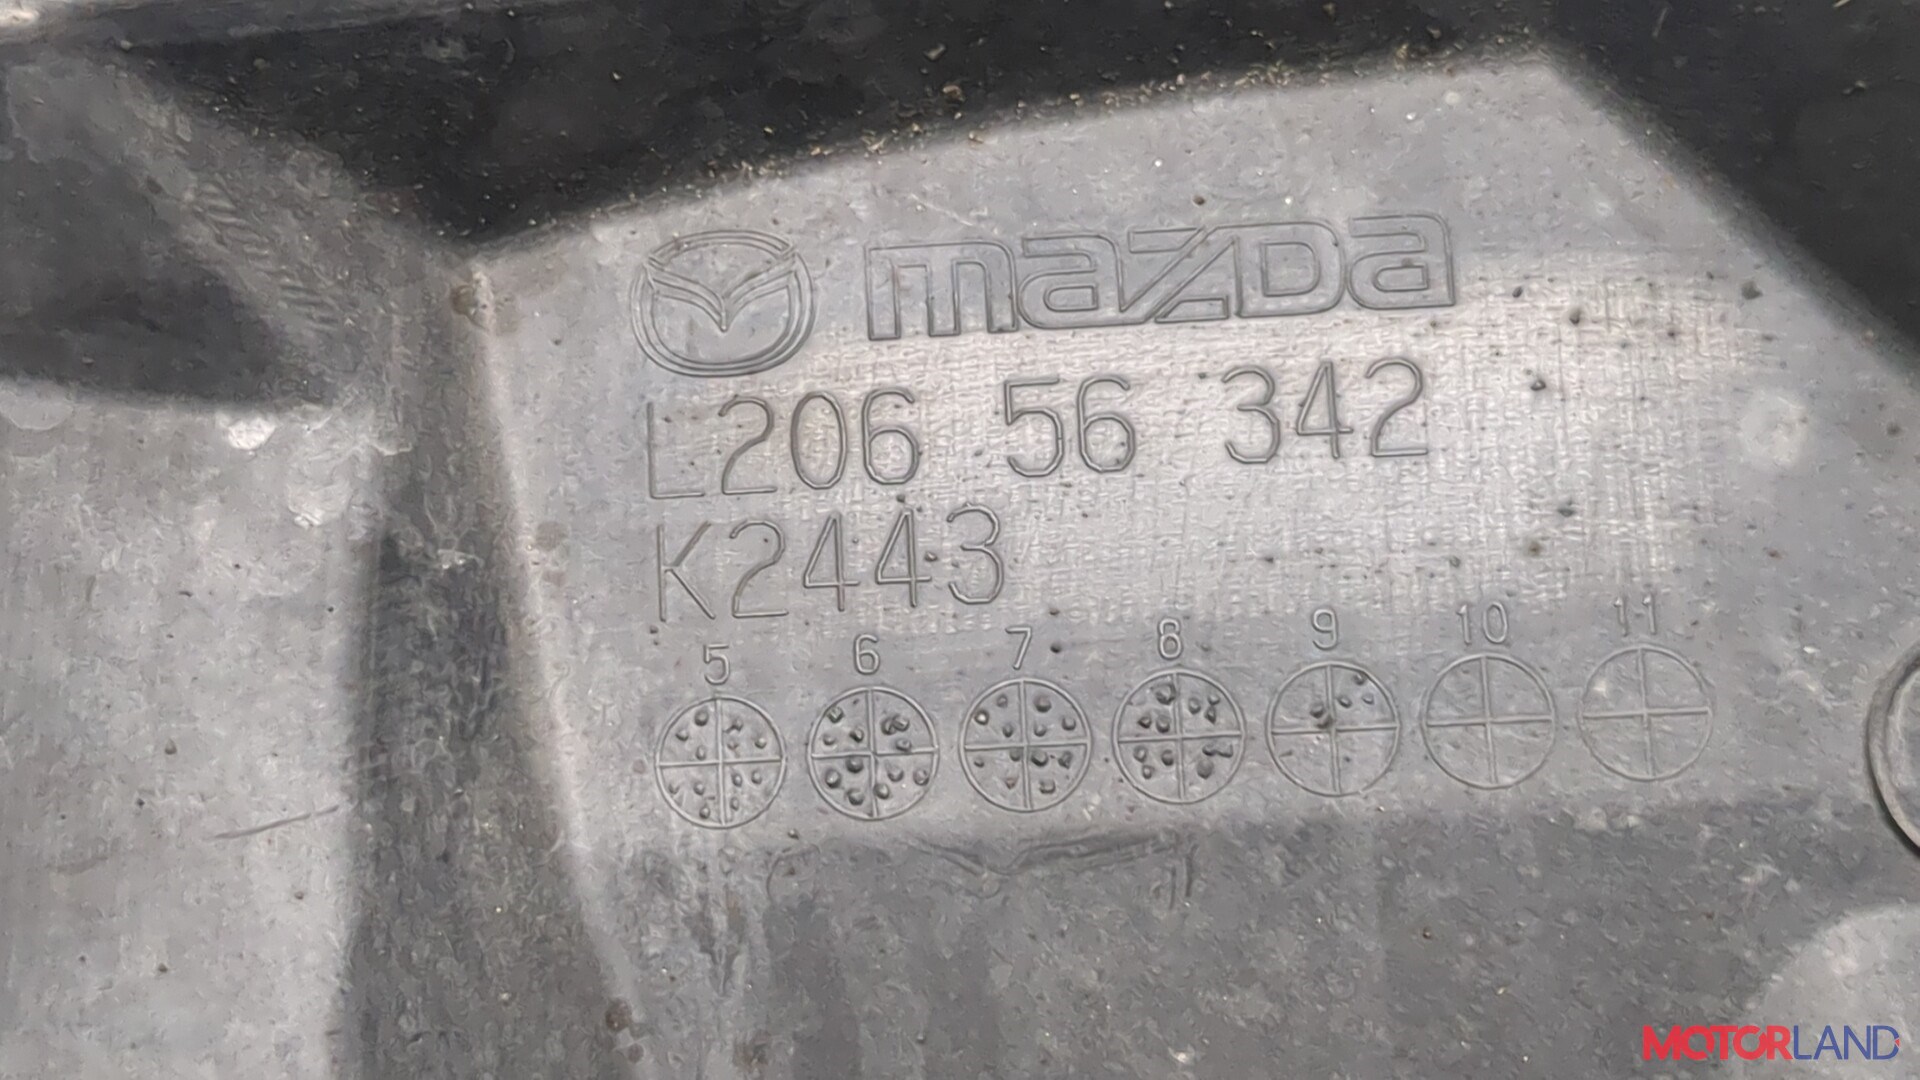 mazda
L206 56 342
K2443
5 6 7 8 9 10 11
MOTORLAND